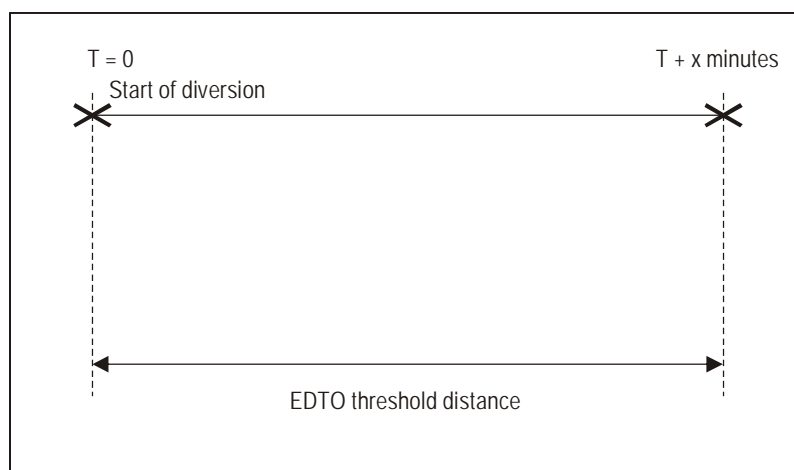 T = 0
T + x minutes
Start of diversion
EDTO threshold distance